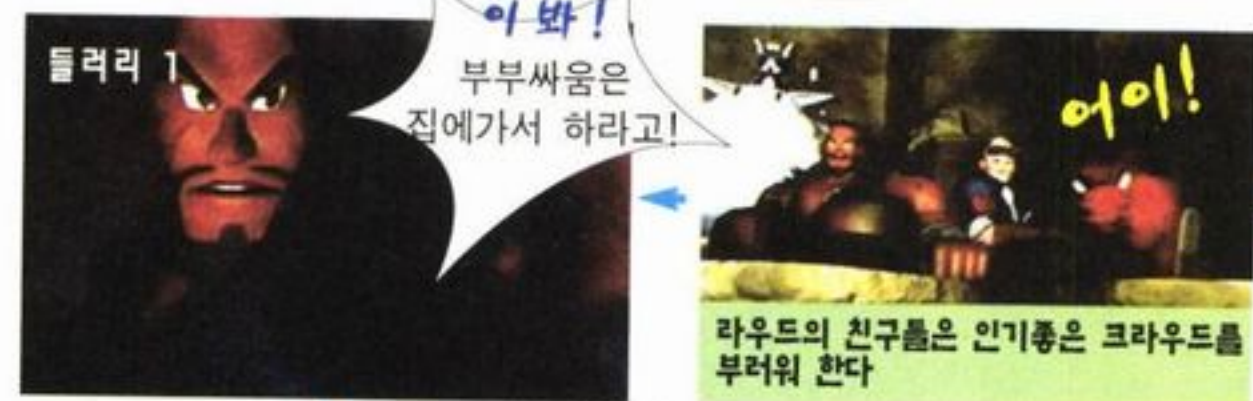 들러리 1
이 봐!
부부싸움은
집에가서 하라고!
어이!
라우드의 친구들은 인기좋은 크라우드를
부러워 한다